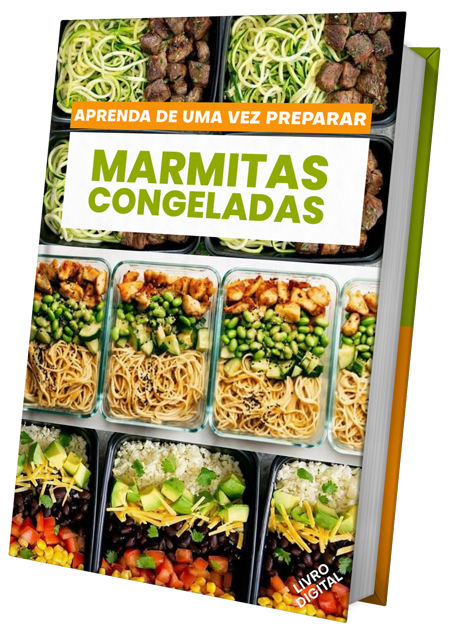 APRENDA DE UMA VEZ PREPARAR
MARMITAS
CONGELADAS
LIVRO
DIGITAL